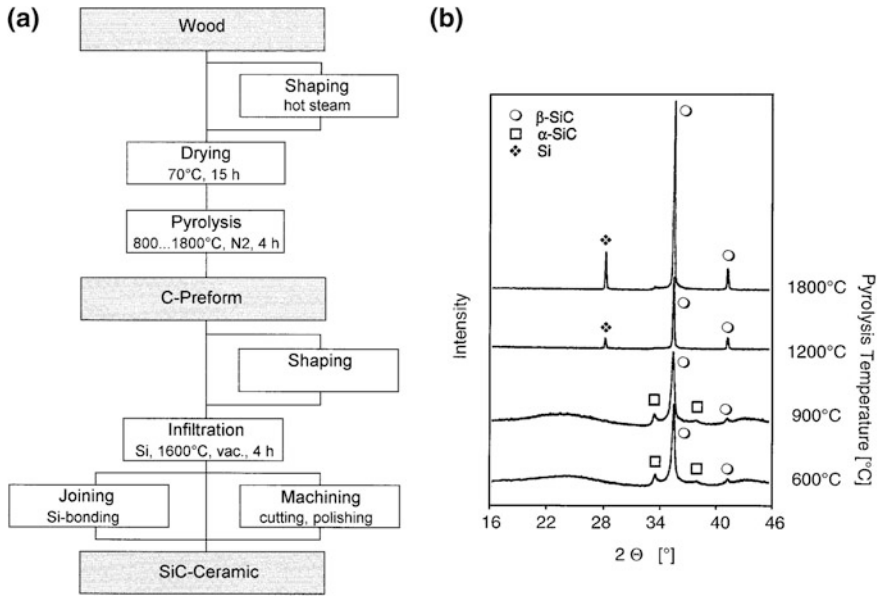 (a)
Wood
Shaping
hot steam
Drying
70°C, 15 h
Pyrolysis
800...1800°C, N2, 4 h
C-Preform
Shaping
Infiltration
Si, 1600°C, vac., 4 h
Joining
Si-bonding
Machining
cutting, polishing
SiC-Ceramic
(b)
β-SiC
α-SiC
Si
1800°C
1200°C
900°C
600°C
Intensity
Pyrolysis Temperature [°C]
16 22 28 34 40 46
2 Θ [°]